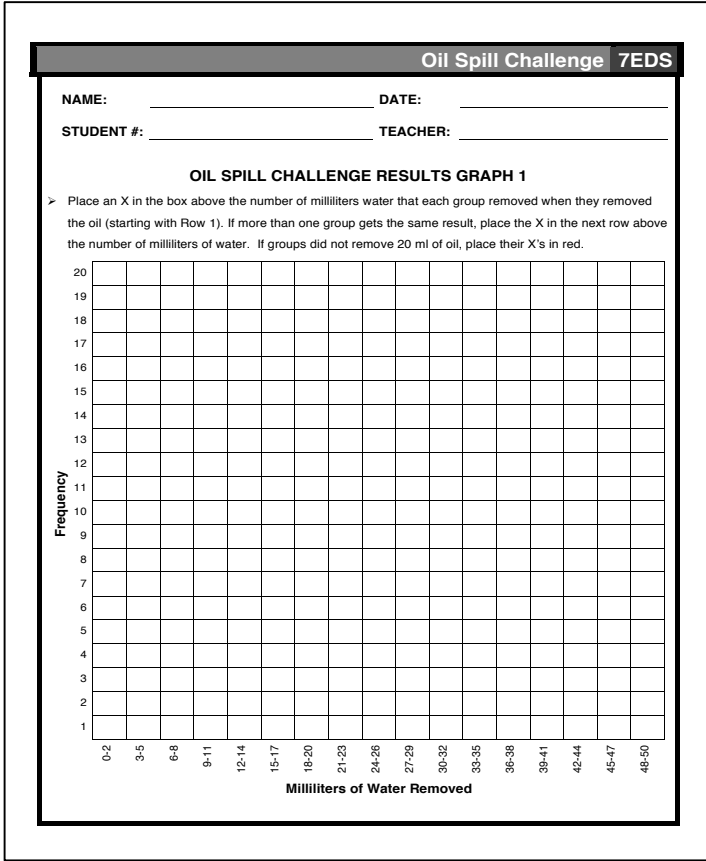 Oil Spill Challenge 7EDS
NAME: DATE:
STUDENT #: TEACHER:
OIL SPILL CHALLENGE RESULTS GRAPH 1
➢ Place an X in the box above the number of milliliters water that each group removed when they removed
the oil (starting with Row 1). If more than one group gets the same result, place the X in the next row above
the number of milliliters of water. If groups did not remove 20 ml of oil, place their X's in red.
Frequency
20
19
18
17
16
15
14
13
12
11
10
9
8
7
6
5
4
3
2
1
0-2 3-5 6-8 9-11 12-14 15-17 18-20 21-23 24-26 27-29 30-32 33-35 36-38 39-41 42-44 45-47 48-50
Milliliters of Water Removed